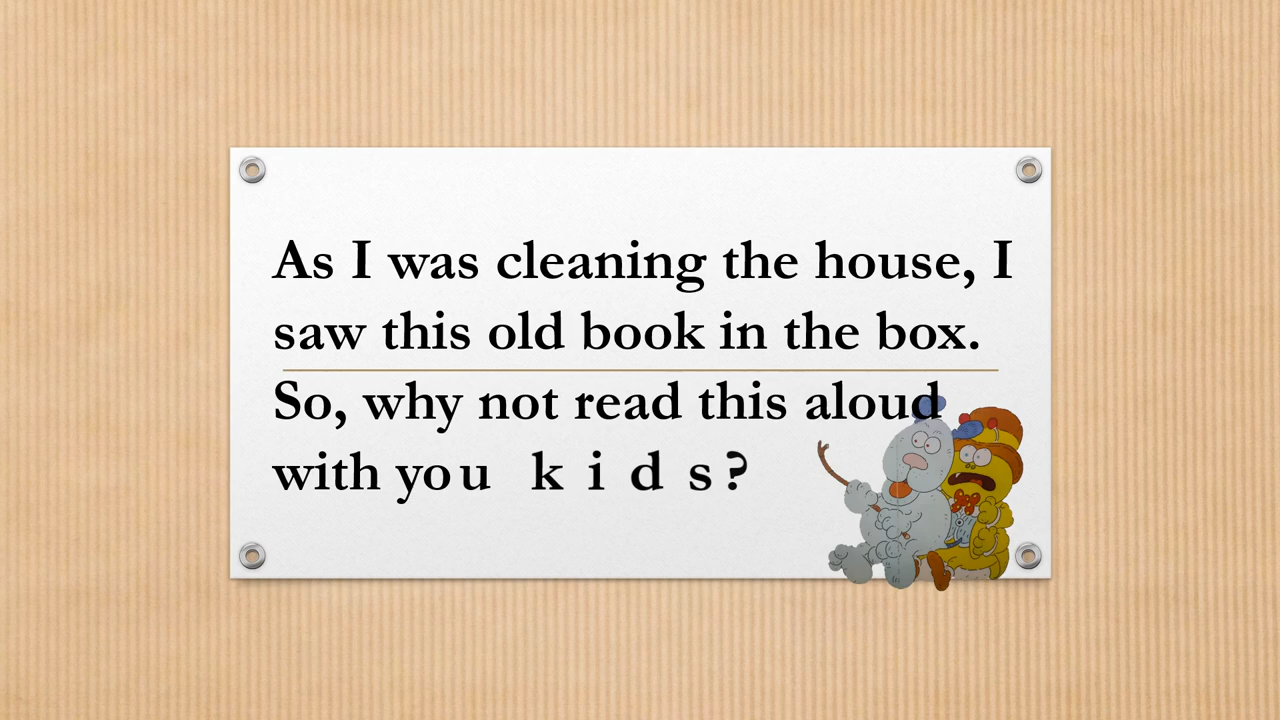 As I was cleaning the house, I
saw this old book in the box.
So, why not read this aloud
with you kids?